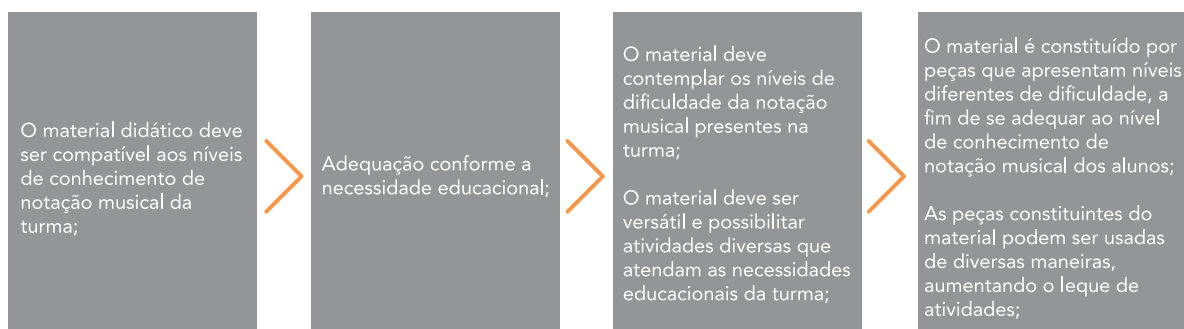 O material didático deve
ser compatível aos níveis
de conhecimento de
notação musical da
turma;
Adequação conforme a
necessidade educacional;
O material deve
contemplar os níveis de
dificuldade da notação
musical presentes na
turma;
O material deve ser
versátil e possibilitar
atividades diversas que
atendam as necessidades
educacionais da turma;
O material é constituído por
peças que apresentam níveis
diferentes de dificuldade, a
fim de se adequar ao nível
de conhecimento de
notação musical dos alunos;
As peças constituintes do
material podem ser usadas
de diversas maneiras,
aumentando o leque de
atividades;